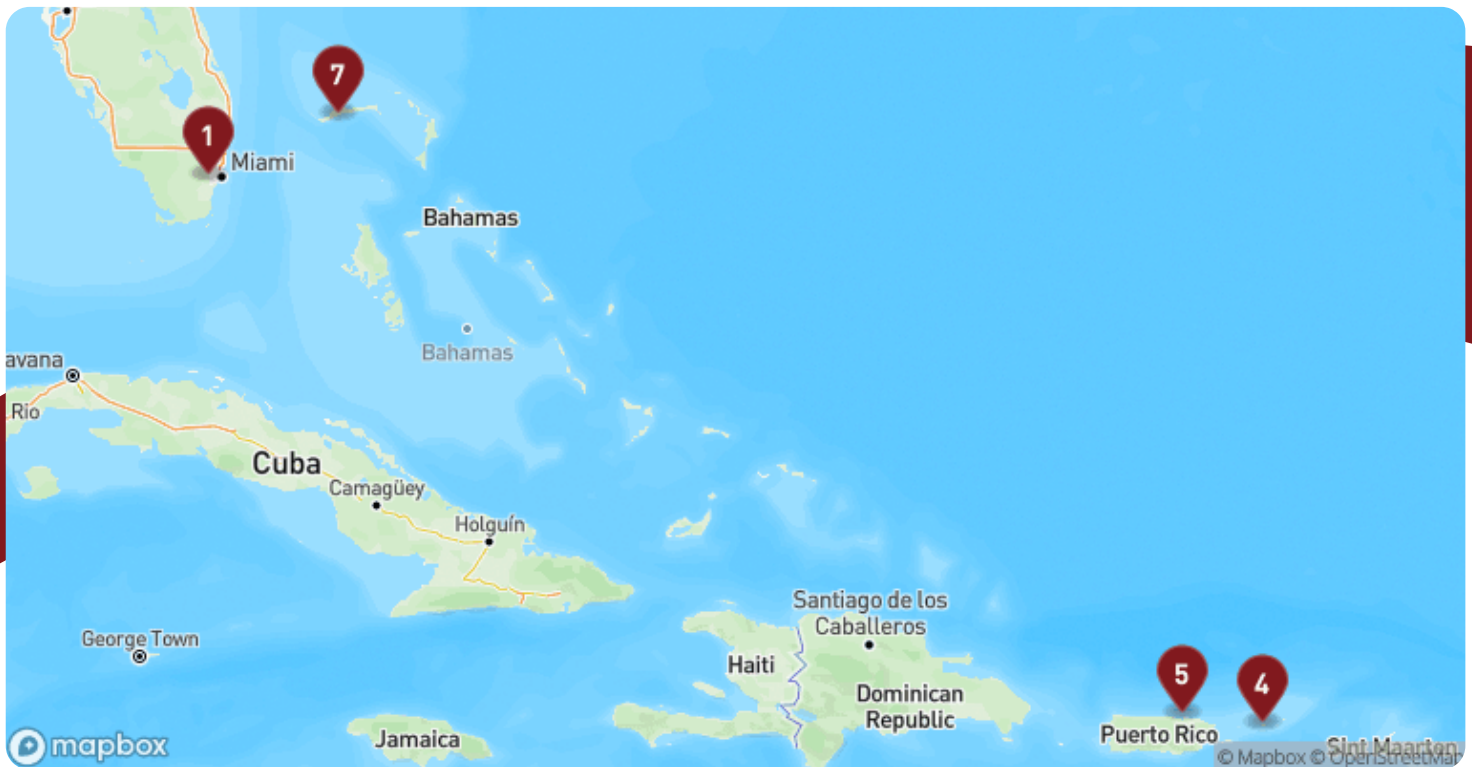 7
1
Miami
Bahamas
Bahamas
avana
Rio
Cuba
Camagüey
Holguín
Santiago de los
Caballeros
George Town
Haiti
5
4
Dominican
Republic
Puerto Rico
Jamaica
mapbox
Sint Maarten
© Mapbox © OpenStreetMap